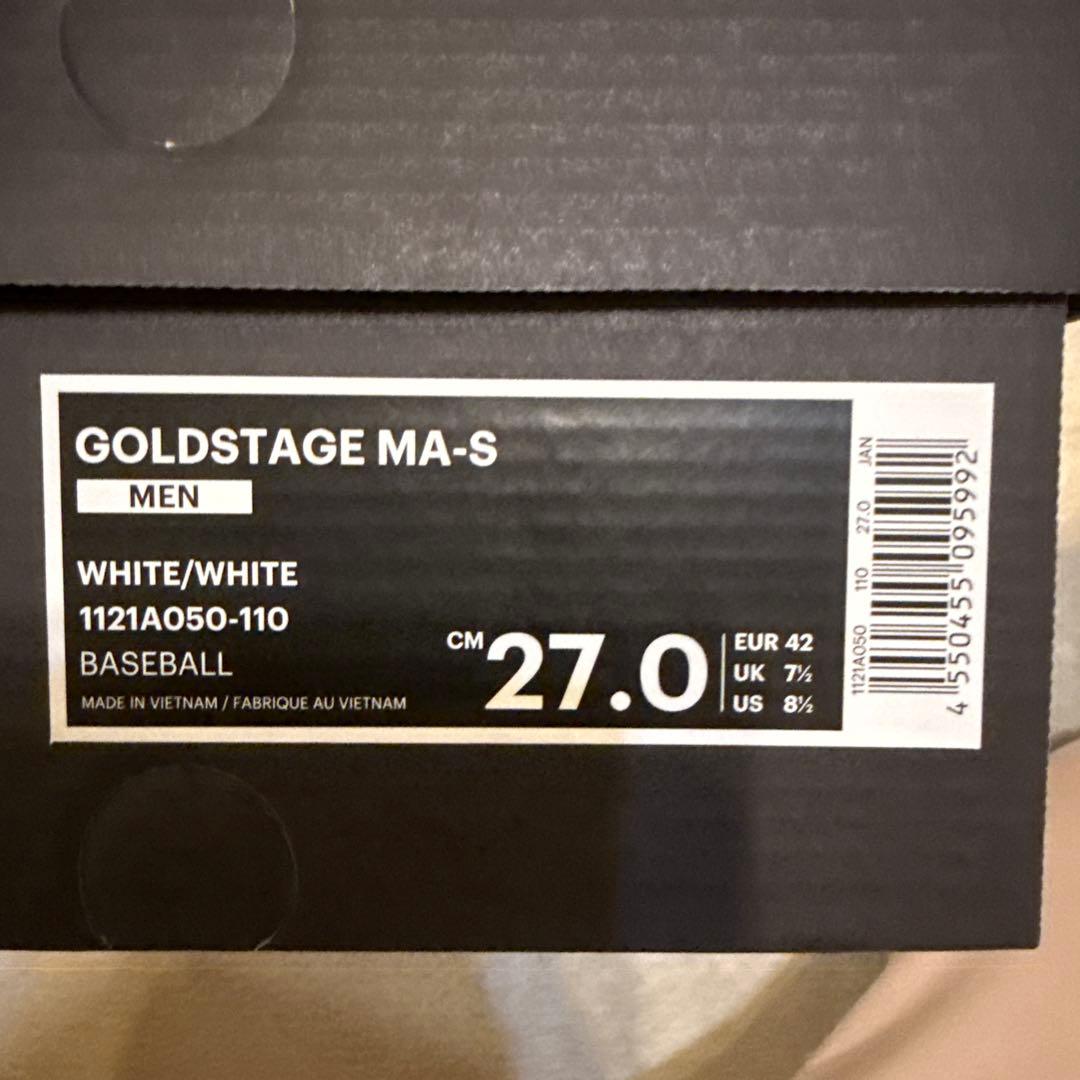 GOLDSTAGE MA-S
MEN
WHITE/WHITE
1121A050-110
BASEBALL
MADE IN VIETNAM / FABRIQUE AU VIETNAM
CM 27.0
EUR 42
UK 7½
US 8½
1121A050 110 27.0 JAN
4 550455 095992